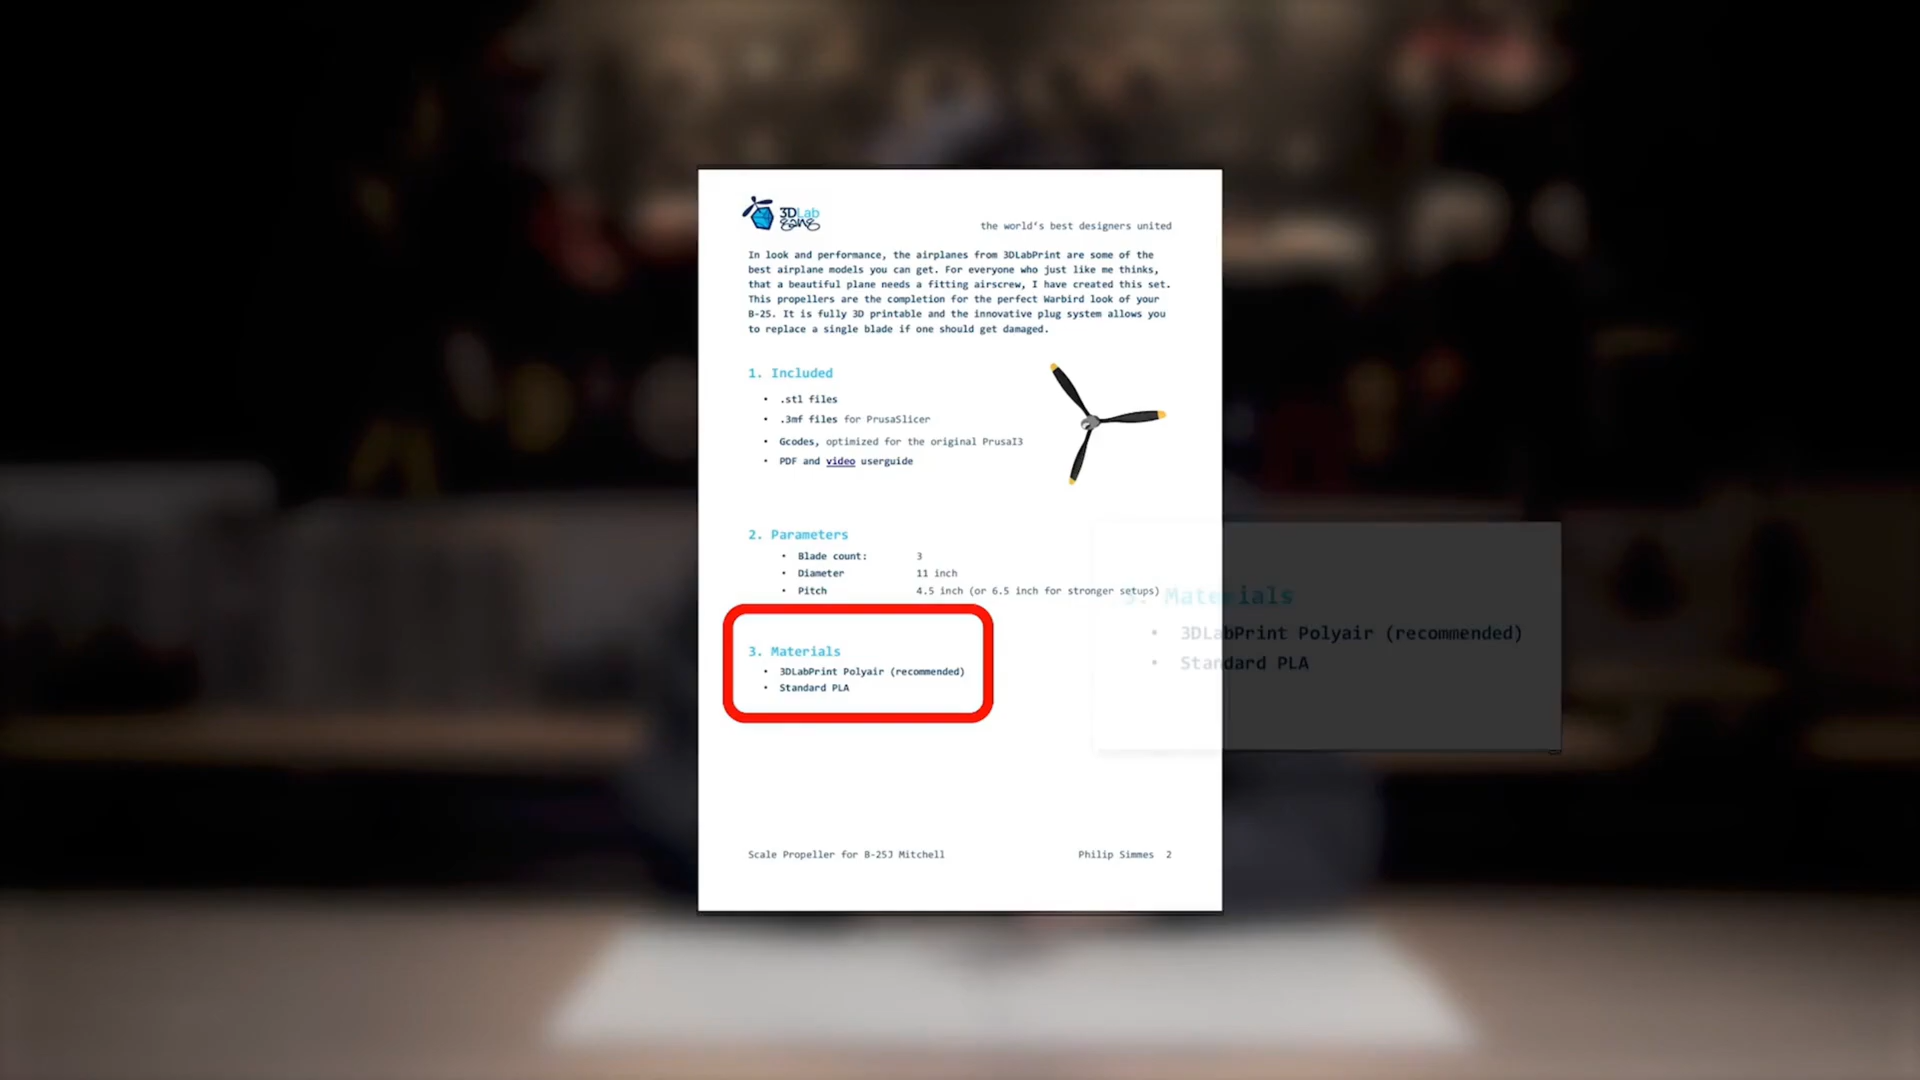 3DLab
gang
the world's best designers united
In look and performance, the airplanes from 3DLabPrint are some of the
best airplane models you can get. For everyone who just like me thinks,
that a beautiful plane needs a fitting airscrew, I have created this set.
This propellers are the completion for the perfect Warbird look of your
B-25. It is fully 3D printable and the innovative plug system allows you
to replace a single blade if one should get damaged.
1. Included
• .stl files
• .3mf files for PrusaSlicer
• Gcodes, optimized for the original PrusaI3
• PDF and video userguide
2. Parameters
• Blade count: 3
• Diameter 11 inch
• Pitch 4.5 inch (or 6.5 inch for stronger setups)
3. Materials
• 3DLabPrint Polyair (recommended)
• Standard PLA
3. Materials
• 3DLabPrint Polyair (recommended)
• Standard PLA
Scale Propeller for B-25J Mitchell
Philip Simmes 2